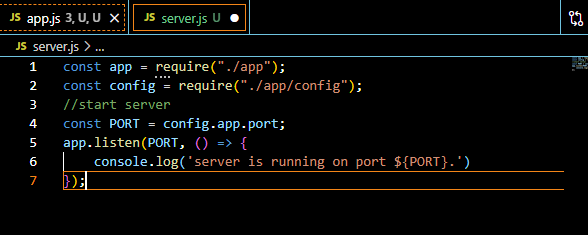 JS app.js 3, U, U × JS server.js U ●
JS server.js > ...
1 const app = require("./app");
2 const config = require("./app/config");
3 //start server
4 const PORT = config.app.port;
5 app.listen(PORT, () => {
6     console.log('server is running on port ${PORT}.')
7 });